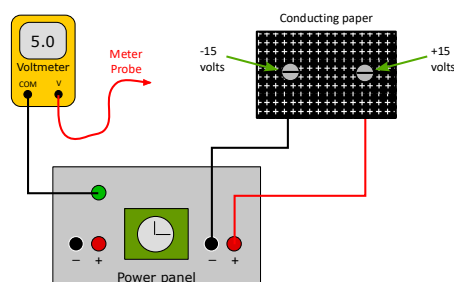 Conducting paper
5.0
Voltmeter
COM V
Meter
Probe
-15
volts
+15
volts
− + − +
Power panel